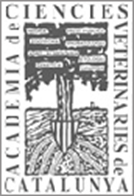 ACADEMIA de
CIENCIES
VETERINARIES de
CATALUNYA